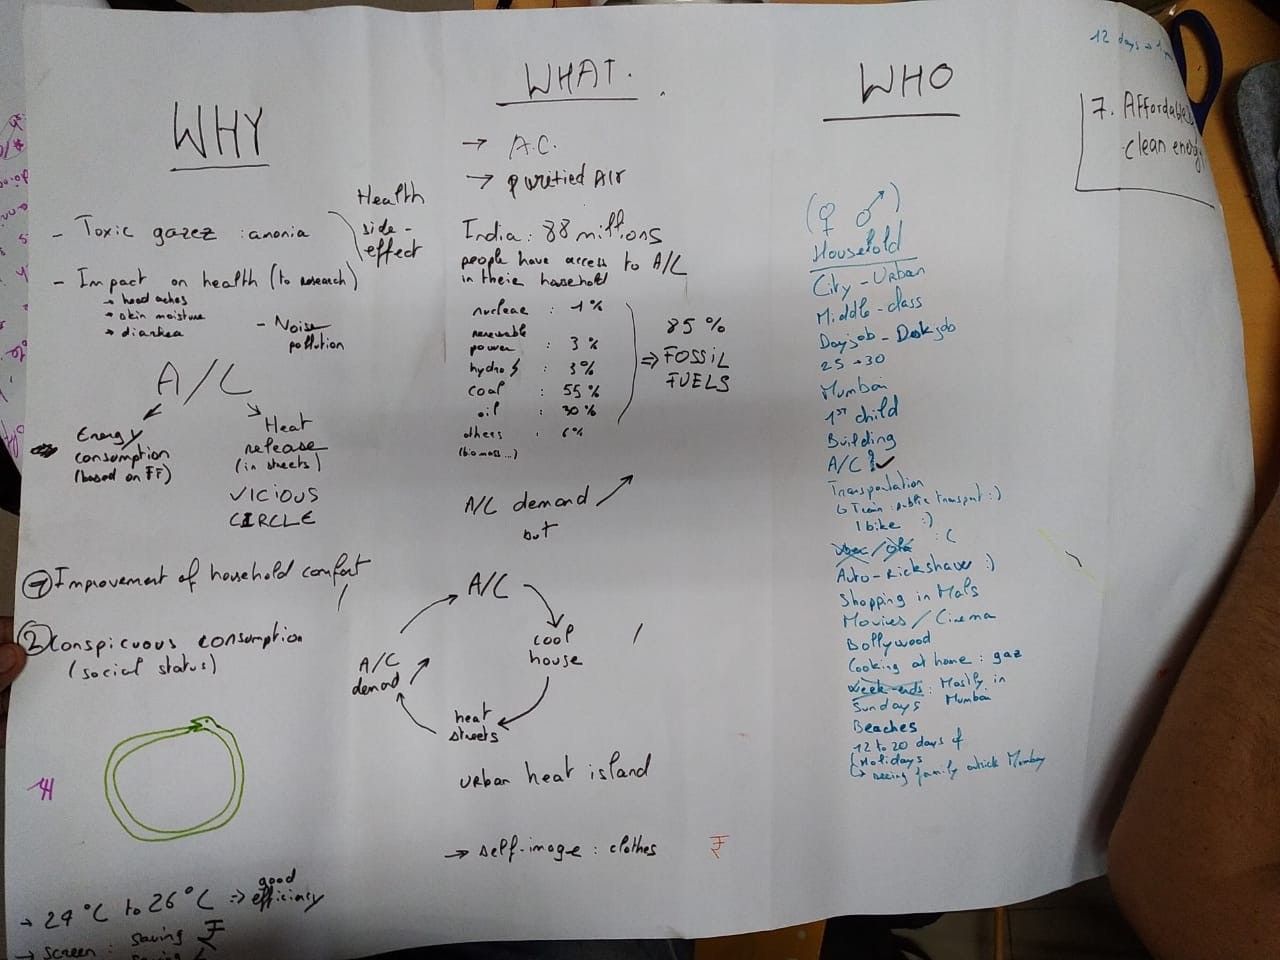 WHY
- Toxic gazez : amonia
Health
side-
effect
- Impact on health (to research)
→ head aches
→ skin moisture
→ diarrhea
- Noise
pollution
A/C
Energy
consumption
(based on FF)
Heat
release
(in streets)
VICIOUS
CIRCLE
① Improvement of household comfort
② Conspicuous consumption
(social status)
→ 24°C to 26°C => good
efficiency
→ screen : saving ₹
WHAT.
→ A.C.
→ purified Air
India : 88 millions
people have access to A/C
in their household
nuclear : 1%
renewable
power : 3%
hydro : 3%
coal : 55%
oil : 30%
others : 6%
(biomass...)
=> 85%
FOSSIL
FUELS
A/C demand ↗
but
A/C
cool
house
heat
streets
A/C
demand
urban heat island
→ self-image : clothes
₹
WHO
(♀ ♂)
Household
City - Urban
Middle-class
Day job - Desk job
25 → 30
Mumbai
1st child
Building
A/C ✓
Transportation
↳ Train : public transport :)
1 bike :)
Uber/Ola :(
Auto-Rickshaw :)
Shopping in Malls
Movies / Cinema
Bollywood
Cooking at home : gaz
Week-ends : Mostly in
Sundays Mumbai
Beaches
12 to 20 days of
Holidays
↳ seeing family outside Mumbay
12 days →
7. Affordable
clean energy